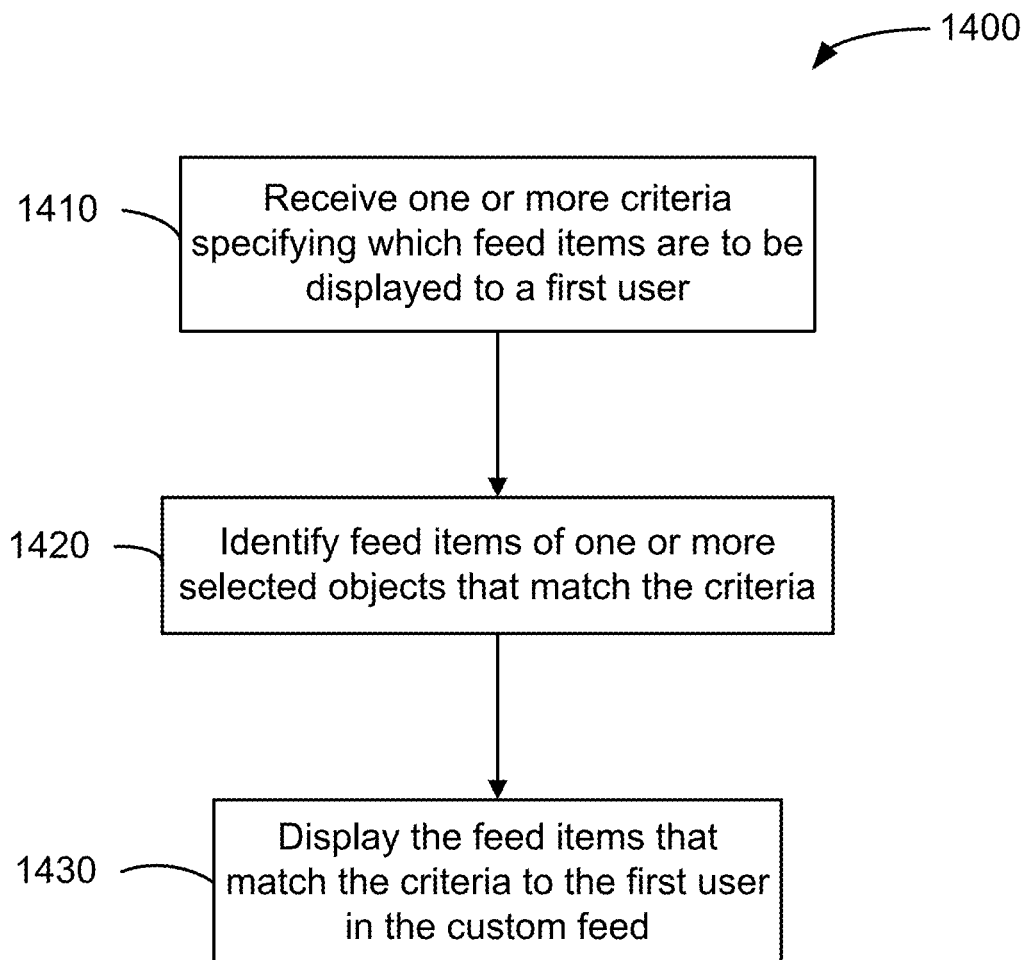 1400
1410
Receive one or more criteria
specifying which feed items are to be
displayed to a first user
1420
Identify feed items of one or more
selected objects that match the criteria
1430
Display the feed items that
match the criteria to the first user
in the custom feed